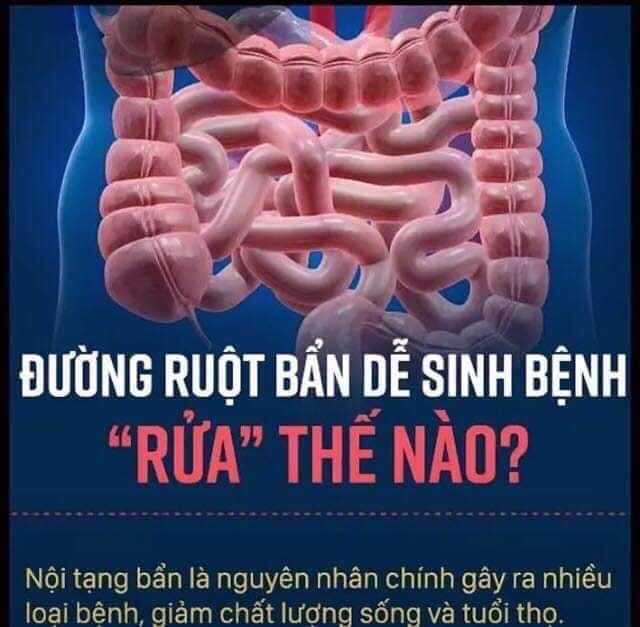 ĐƯỜNG RUỘT BẨN DỄ SINH BỆNH
“RỬA” THẾ NÀO?
Nội tạng bẩn là nguyên nhân chính gây ra nhiều
loại bệnh, giảm chất lượng sống và tuổi thọ.